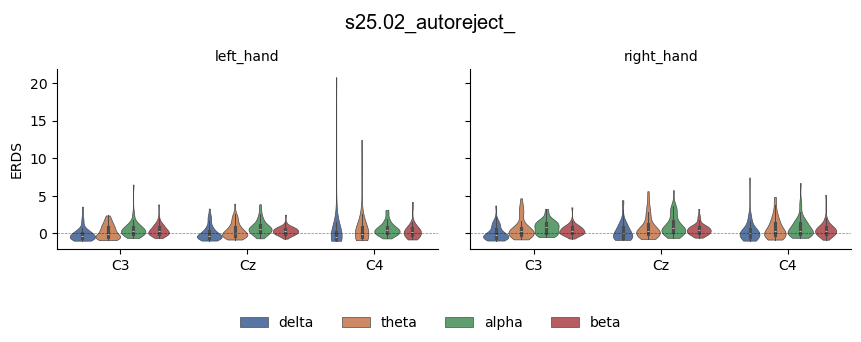 s25.02_autoreject_
left_hand
right_hand
ERDS
20
15
10
5
0
C3
Cz
C4
C3
Cz
C4
delta
theta
alpha
beta